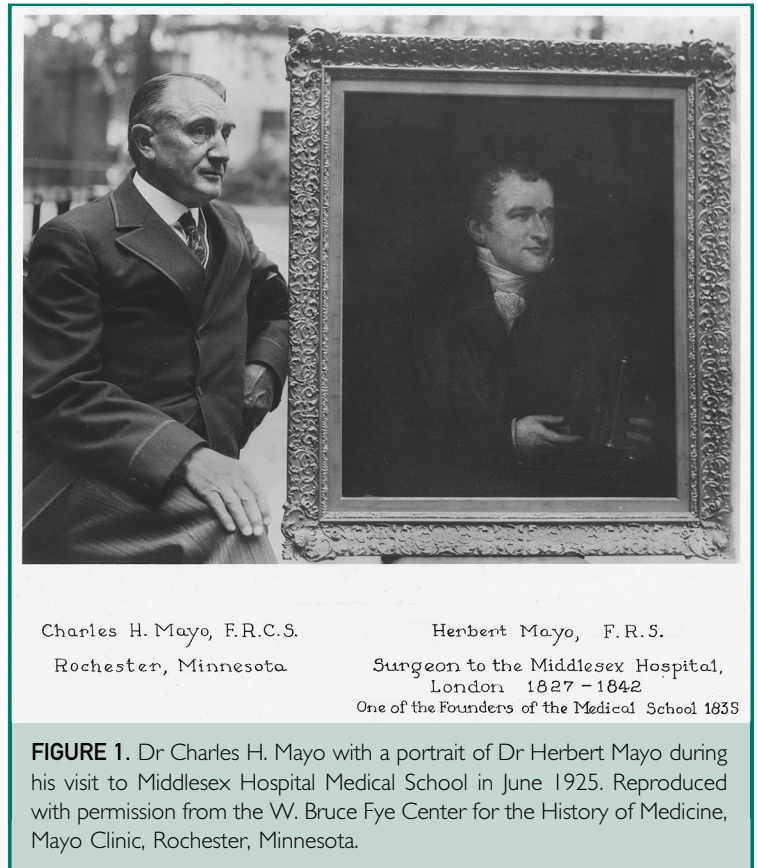 Charles H. Mayo, F.R.C.S.
Rochester, Minnesota
Herbert Mayo, F.R.S.
Surgeon to the Middlesex Hospital,
London 1827-1842
One of the Founders of the Medical School 1835
FIGURE 1. Dr Charles H. Mayo with a portrait of Dr Herbert Mayo during
his visit to Middlesex Hospital Medical School in June 1925. Reproduced
with permission from the W. Bruce Fye Center for the History of Medicine,
Mayo Clinic, Rochester, Minnesota.